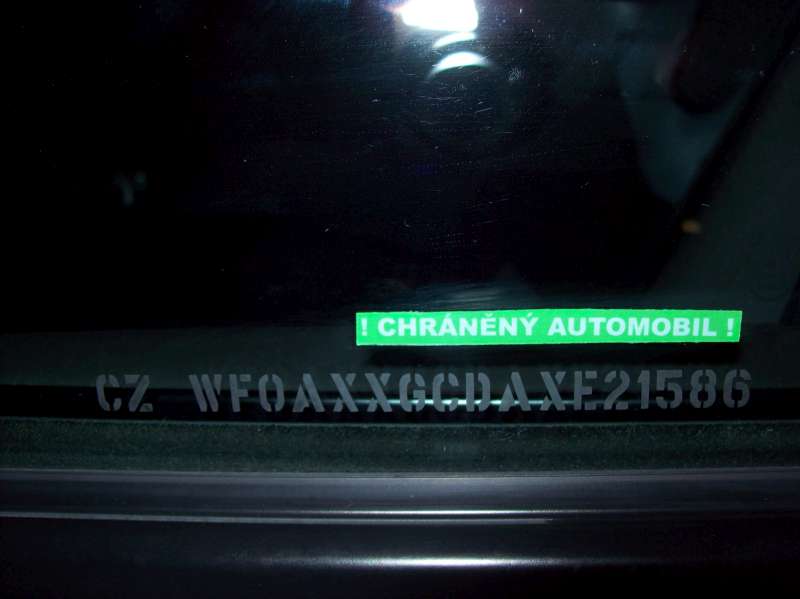 ! CHRÁNĚNÝ AUTOMOBIL !
CZ WF0AXXGCDAXE21586